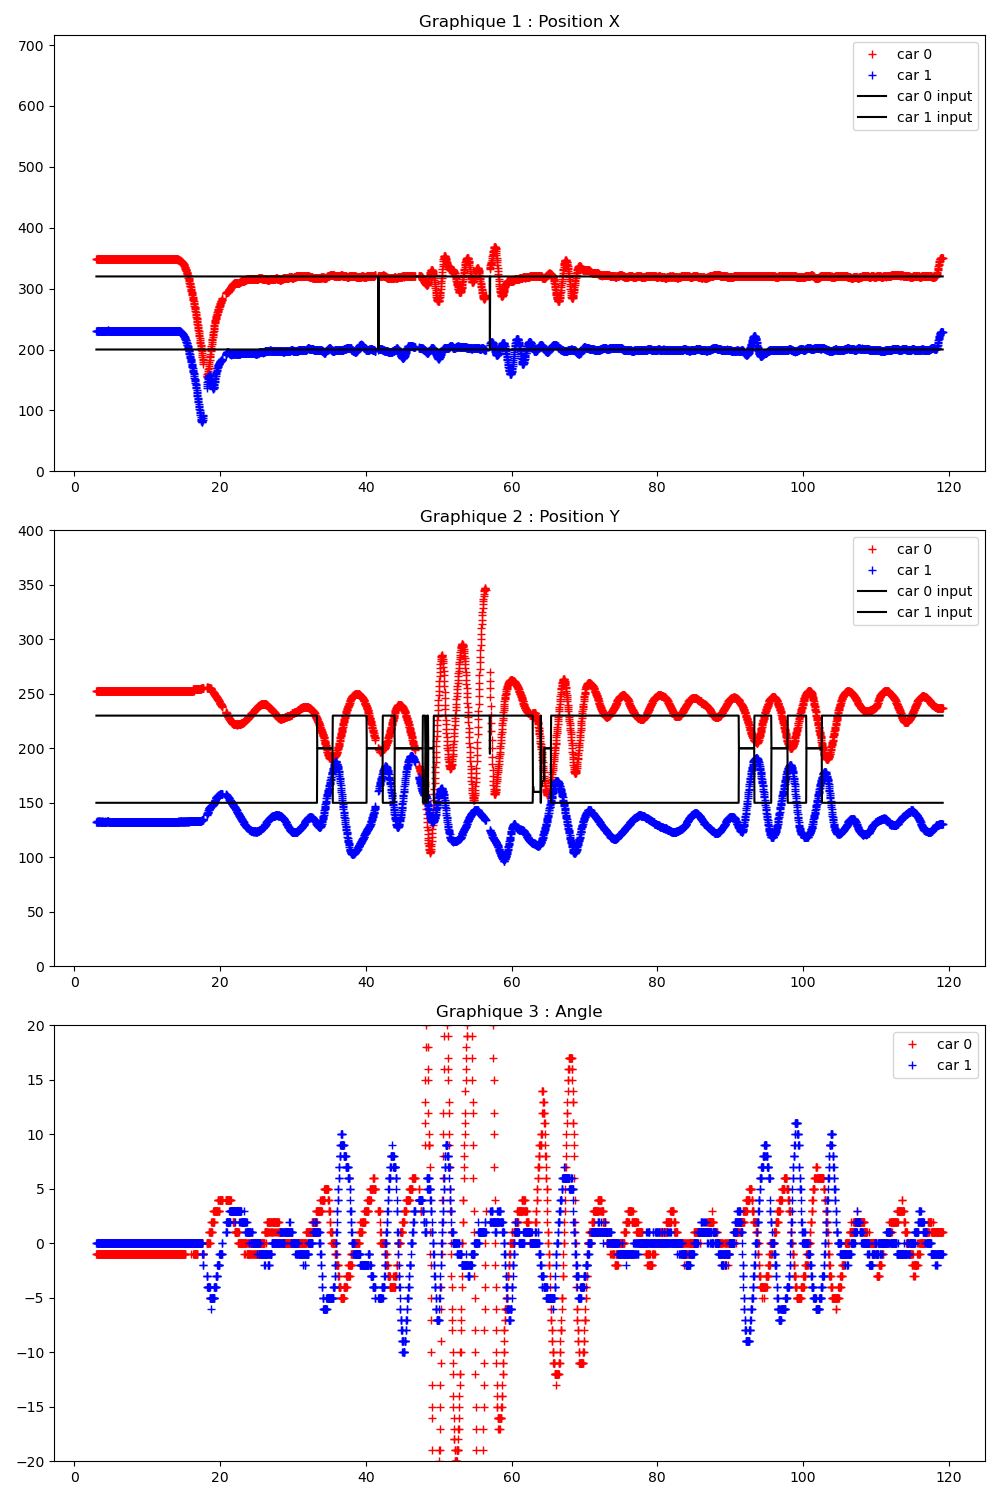 Graphique 1 : Position X
700
600
500
400
300
200
100
0
0 20 40 60 80 100 120
car 0
car 1
car 0 input
car 1 input
Graphique 2 : Position Y
400
350
300
250
200
150
100
50
0
0 20 40 60 80 100 120
car 0
car 1
car 0 input
car 1 input
Graphique 3 : Angle
20
15
10
5
0
−5
−10
−15
−20
0 20 40 60 80 100 120
car 0
car 1